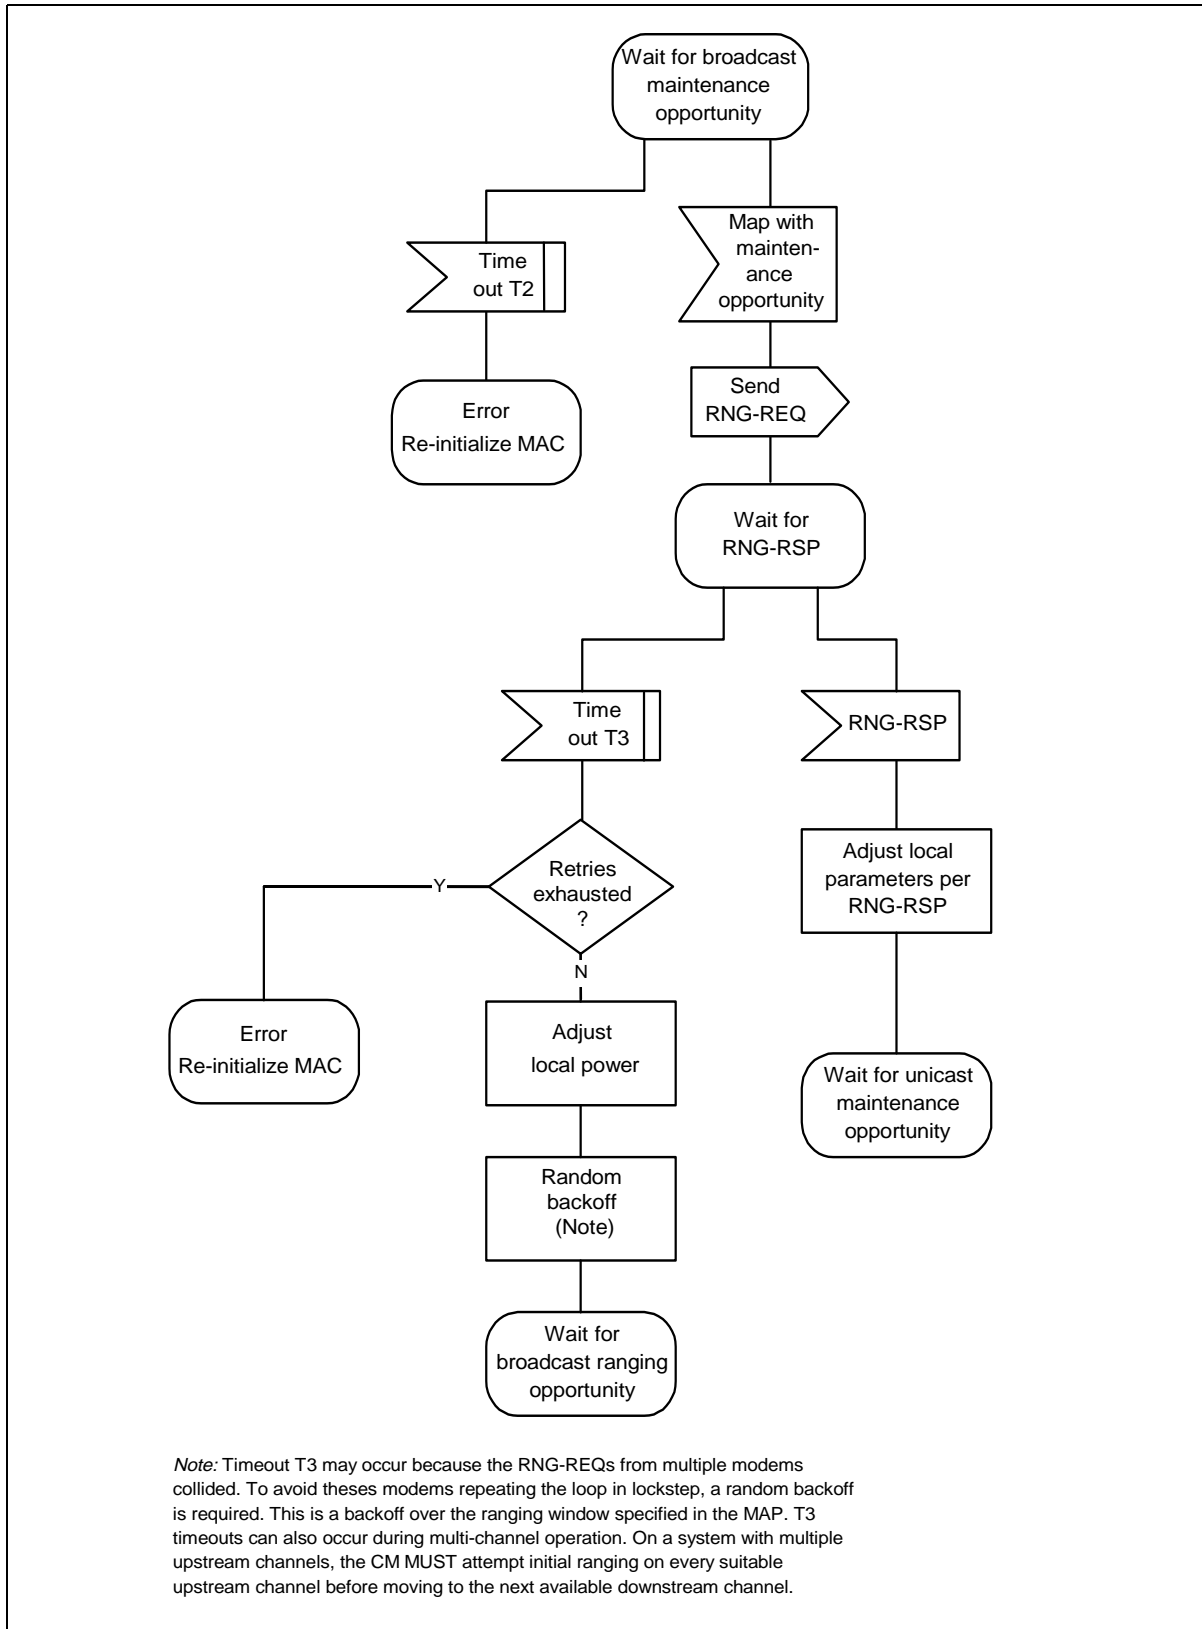 Wait for broadcast
maintenance
opportunity
Map with
mainten-
ance
opportunity
Time
out T2
Send
RNG-REQ
Error
Re-initialize MAC
Wait for
RNG-RSP
Time
out T3
RNG-RSP
Adjust local
parameters per
RNG-RSP
Retries
exhausted
?
Y
N
Error
Re-initialize MAC
Adjust
local power
Wait for unicast
maintenance
opportunity
Random
backoff
(Note)
Wait for
broadcast ranging
opportunity
Note: Timeout T3 may occur because the RNG-REQs from multiple modems
collided. To avoid theses modems repeating the loop in lockstep, a random backoff
is required. This is a backoff over the ranging window specified in the MAP. T3
timeouts can also occur during multi-channel operation. On a system with multiple
upstream channels, the CM MUST attempt initial ranging on every suitable
upstream channel before moving to the next available downstream channel.